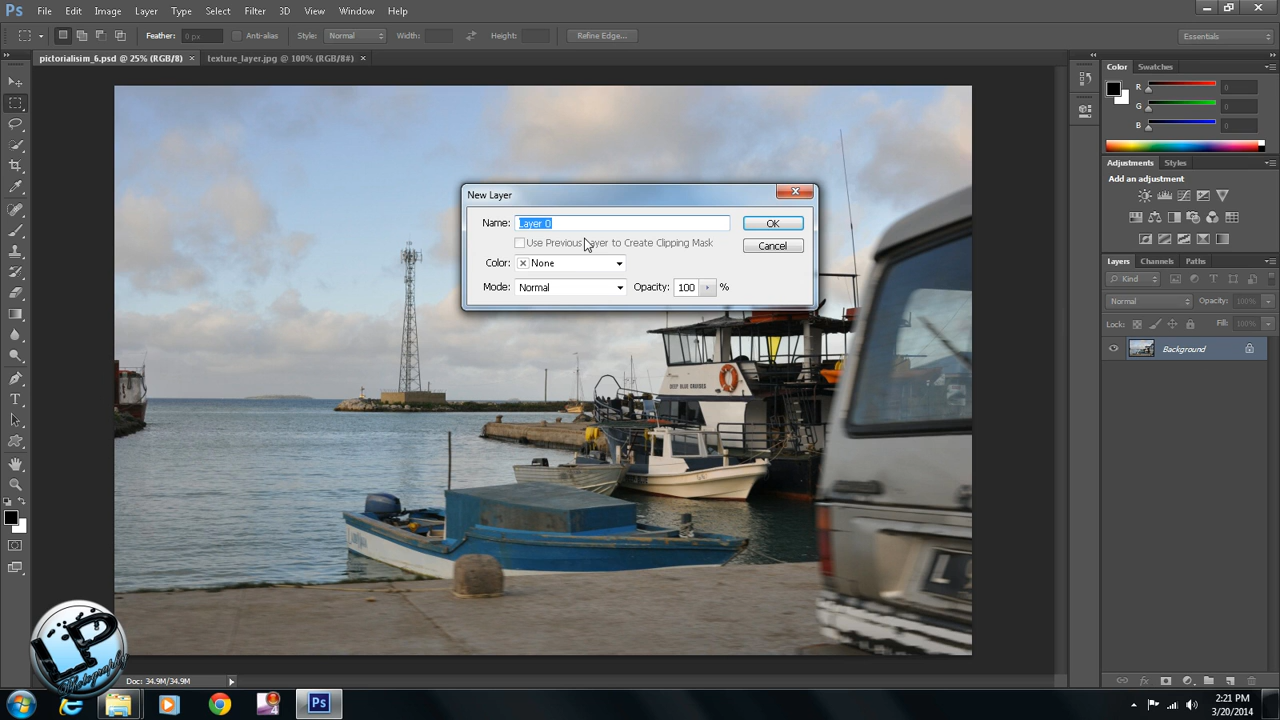 Ps File Edit Image Layer Type Select Filter 3D View Window Help
Feather: 0 px Anti-alias Style: Normal Width: Height: Refine Edge... Essentials
pictorialisim_6.psd @ 25% (RGB/8) × texture_layer.jpg @ 100% (RGB/8#) ×
Color Swatches
R 0
G 0
B 0
Adjustments Styles
Add an adjustment
New Layer
Name: Layer 0 OK
Use Previous Layer to Create Clipping Mask Cancel
Color: None
Mode: Normal Opacity: 100 %
Layers Channels Paths
Kind
Normal Opacity: 100%
Lock: Fill: 100%
Background
DEEP BLUE CRUISES
LP
Photography
Doc: 34.9M/34.9M
Ps
2:21 PM
3/20/2014